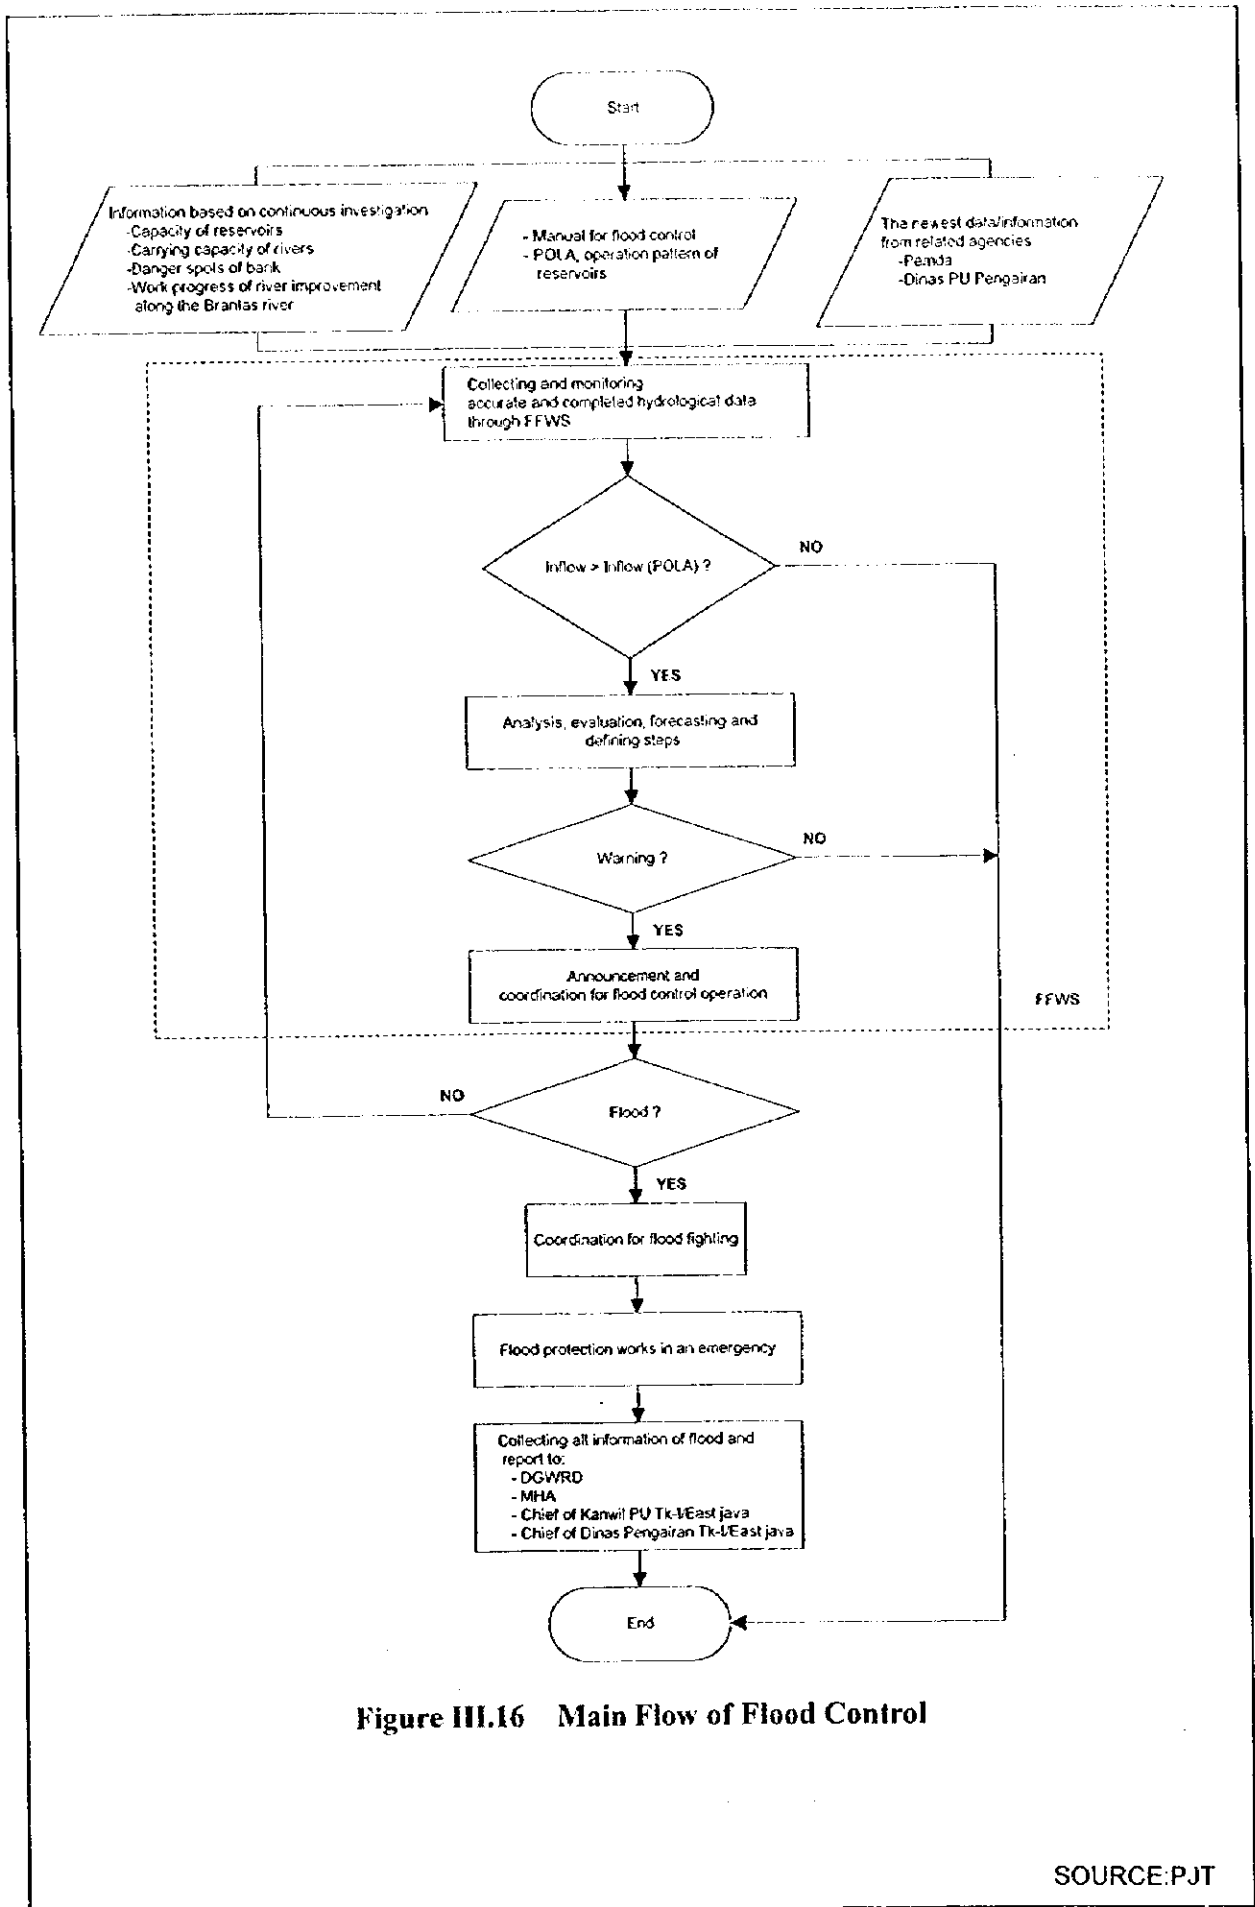 Start
Information based on continuous investigation
-Capacity of reservoirs
-Carrying capacity of rivers
-Danger spots of bank
-Work progress of river improvement
along the Brantas river
- Manual for flood control
- POLA, operation pattern of
reservoirs
The newest data/information
from related agencies
-Pemda
-Dinas PU Pengairan
Collecting and monitoring
accurate and completed hydrological data
through FFWS
Inflow > Inflow (POLA) ?
NO
YES
Analysis, evaluation, forecasting and
defining steps
Warning ?
NO
YES
Announcement and
coordination for flood control operation
FFWS
Flood ?
NO
YES
Coordination for flood fighting
Flood protection works in an emergency
Collecting all information of flood and
report to:
- DGWRD
- MHA
- Chief of Kanwil PU Tk-I/East java
- Chief of Dinas Pengairan Tk-I/East java
End
Figure III.16 Main Flow of Flood Control
SOURCE:PJT